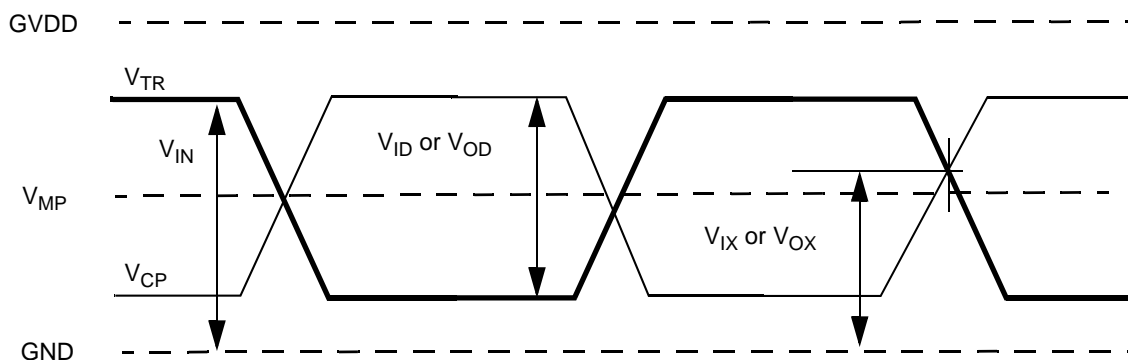 GVDD
VTR
VIN
VID or VOD
VMP
VIX or VOX
VCP
GND